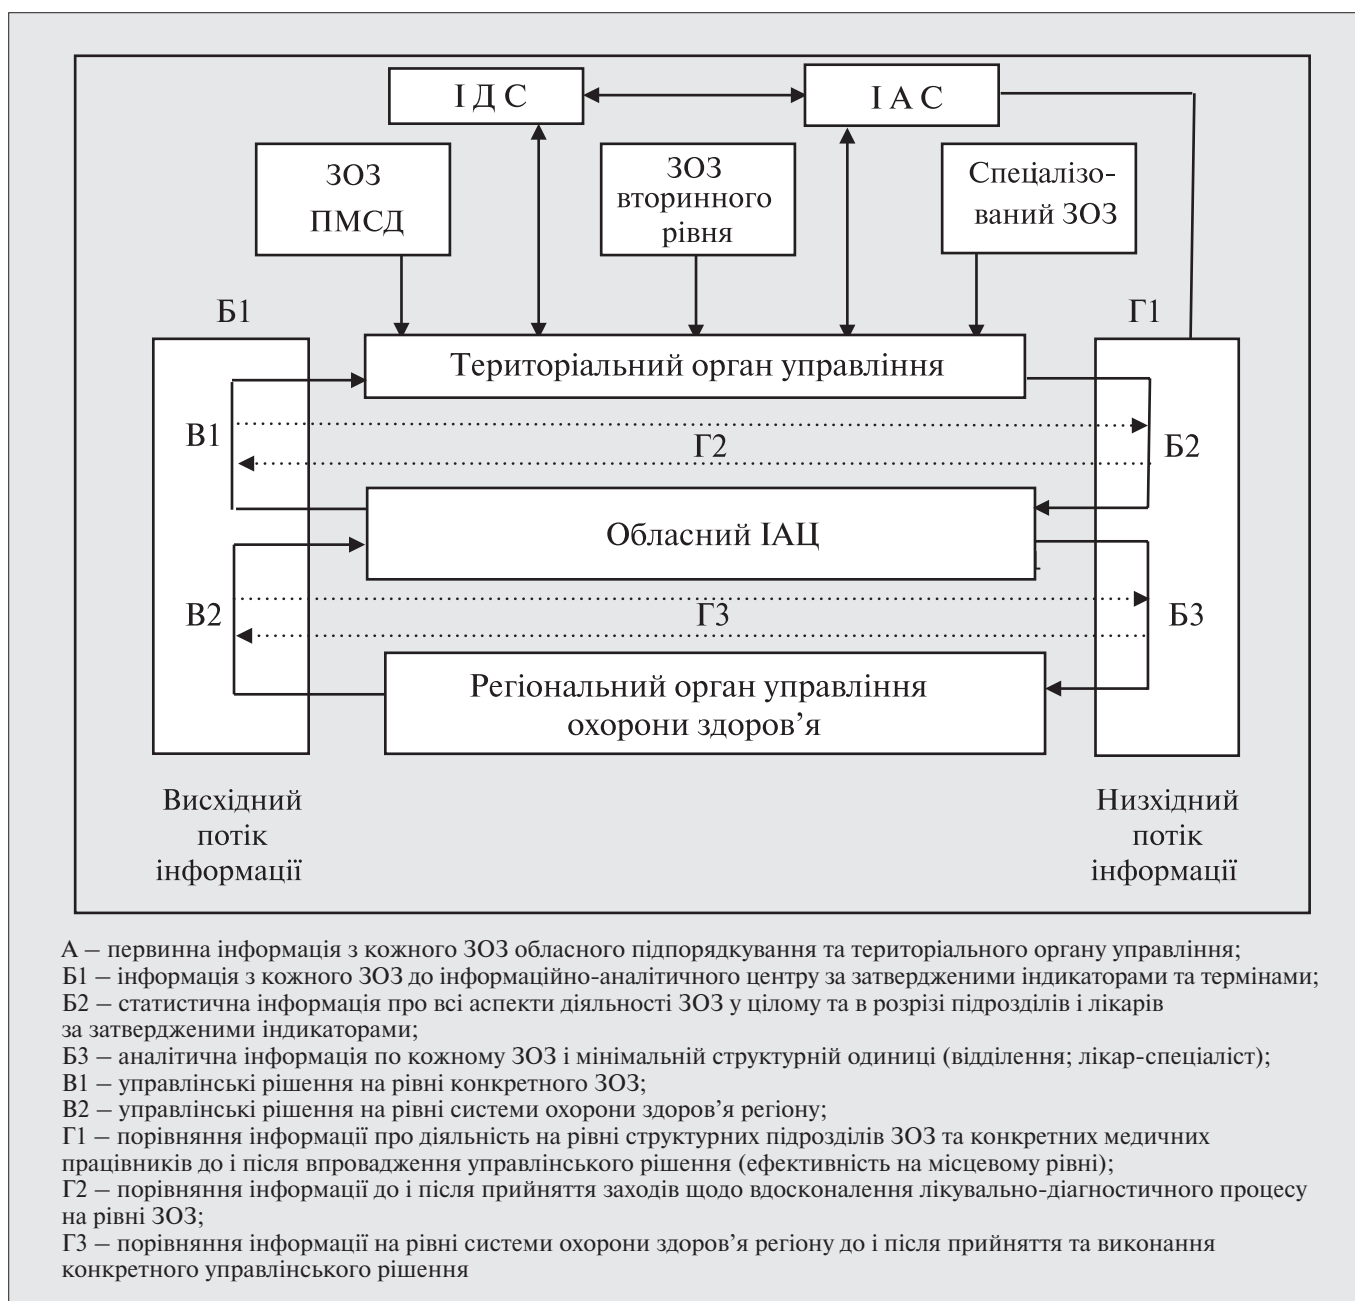 І Д С
І А С
ЗОЗ
ПМСД
ЗОЗ
вторинного
рівня
Спеціалізо-
ваний ЗОЗ
Б1
Г1
Територіальний орган управління
В1
Г2
Б2
Обласний ІАЦ
В2
Г3
Б3
Регіональний орган управління
охорони здоров’я
Висхідний
потік
інформації
Низхідний
потік
інформації
А – первинна інформація з кожного ЗОЗ обласного підпорядкування та територіального органу управління;
Б1 – інформація з кожного ЗОЗ до інформаційно-аналітичного центру за затвердженими індикаторами та термінами;
Б2 – статистична інформація про всі аспекти діяльності ЗОЗ у цілому та в розрізі підрозділів і лікарів
за затвердженими індикаторами;
Б3 – аналітична інформація по кожному ЗОЗ і мінімальній структурній одиниці (відділення; лікар-спеціаліст);
В1 – управлінські рішення на рівні конкретного ЗОЗ;
В2 – управлінські рішення на рівні системи охорони здоров’я регіону;
Г1 – порівняння інформації про діяльність на рівні структурних підрозділів ЗОЗ та конкретних медичних
працівників до і після впровадження управлінського рішення (ефективність на місцевому рівні);
Г2 – порівняння інформації до і після прийняття заходів щодо вдосконалення лікувально-діагностичного процесу
на рівні ЗОЗ;
Г3 – порівняння інформації на рівні системи охорони здоров’я регіону до і після прийняття та виконання
конкретного управлінського рішення